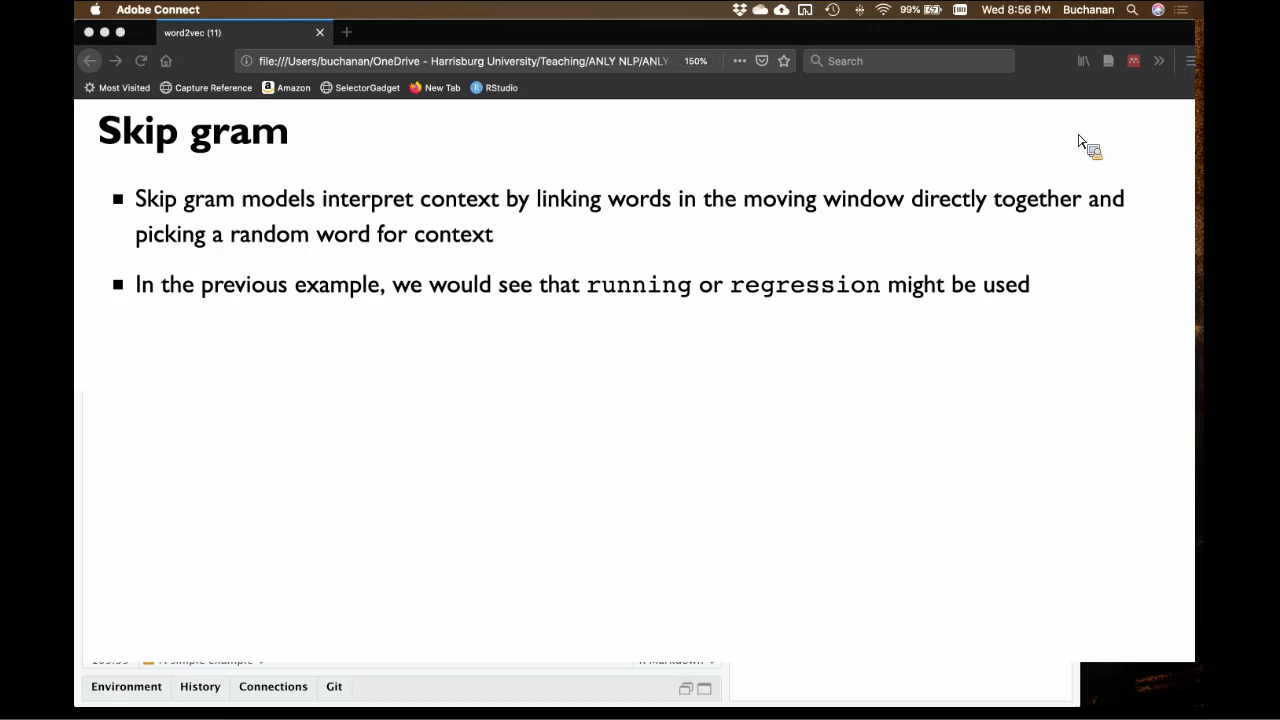 Adobe Connect
99%
Wed 8:56 PM
Buchanan
word2vec (11)
file:///Users/buchanan/OneDrive - Harrisburg University/Teaching/ANLY NLP/ANLY
150%
Search
Most Visited
Capture Reference
Amazon
SelectorGadget
New Tab
RStudio
Skip gram
Skip gram models interpret context by linking words in the moving window directly together and
picking a random word for context
In the previous example, we would see that running or regression might be used
Environment
History
Connections
Git